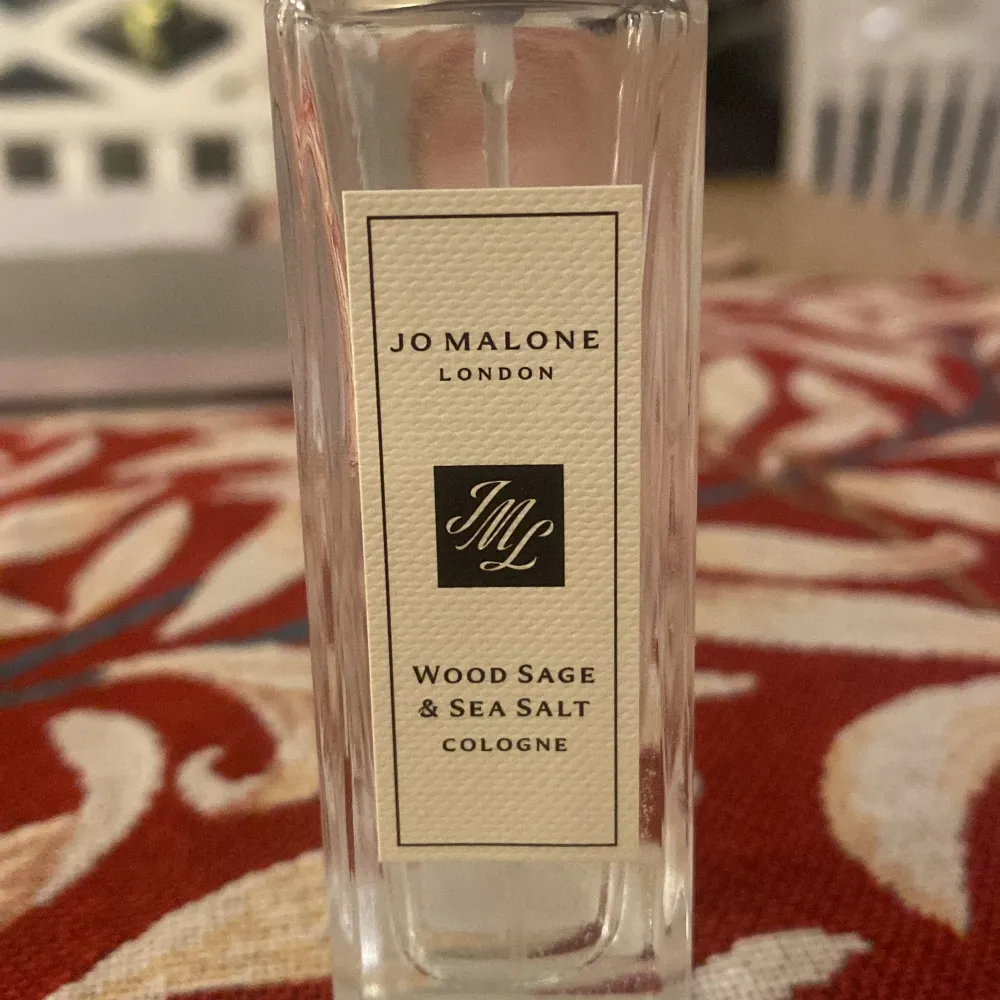 JO MALONE
LONDON
JML
WOOD SAGE
& SEA SALT
COLOGNE